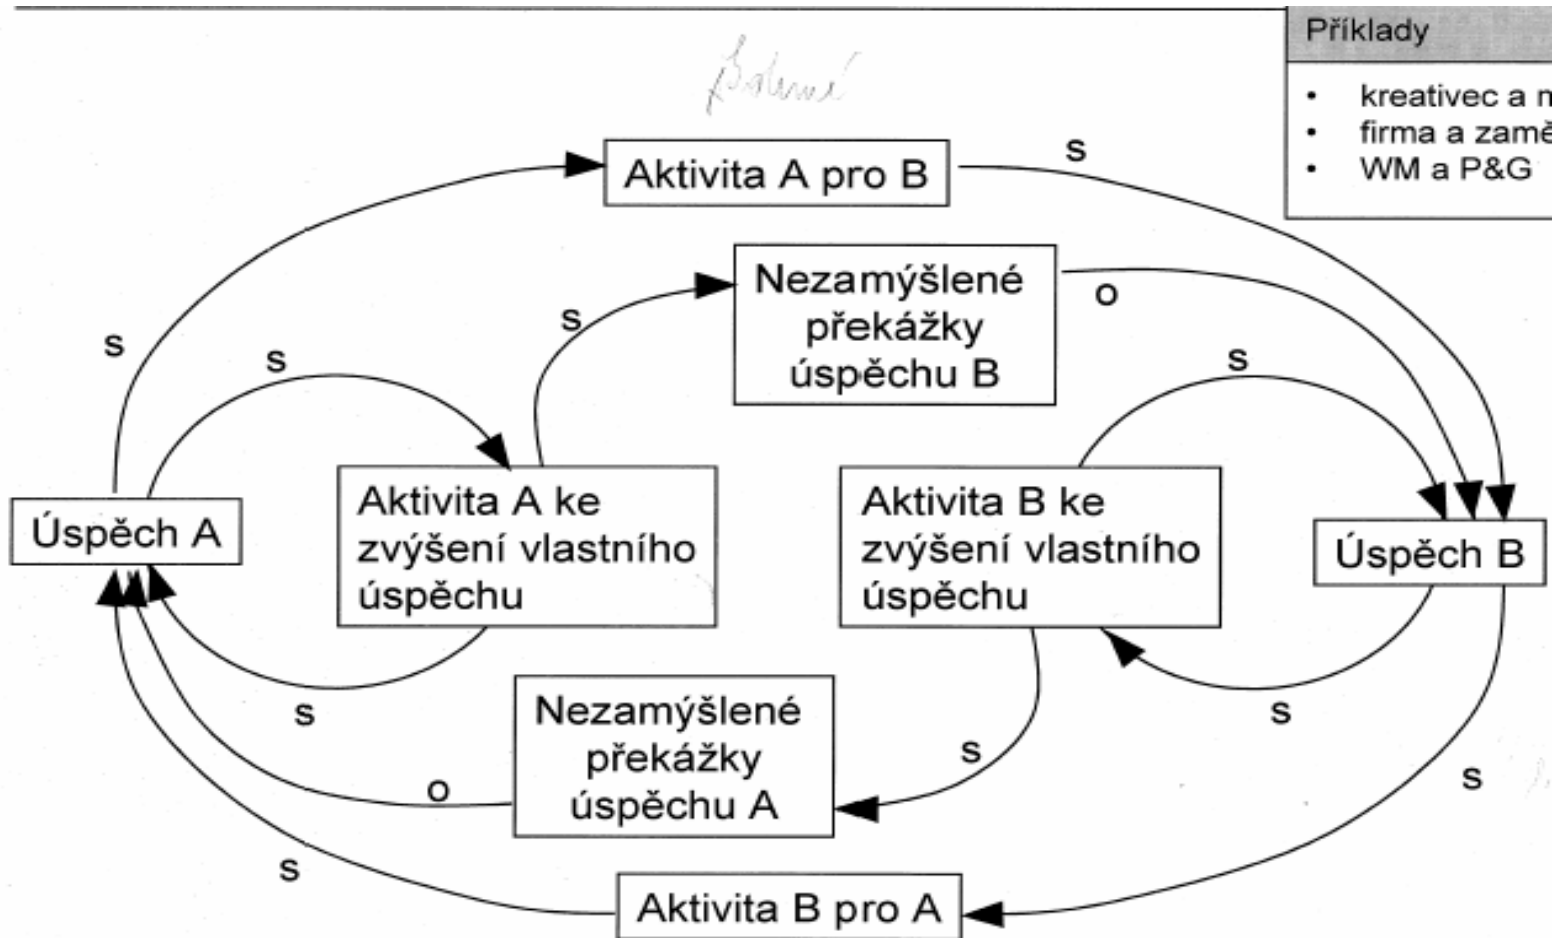 Příklady
• kreativec a
• firma a
• WM a P&G
Aktivita A pro B
s
s
Nezamýšlené
překážky
úspěchu B
s
o
s
s
Úspěch A
Aktivita A ke
zvýšení vlastního
úspěchu
Aktivita B ke
zvýšení vlastního
úspěchu
Úspěch B
s
s
Nezamýšlené
překážky
úspěchu A
s
o
s
s
Aktivita B pro A